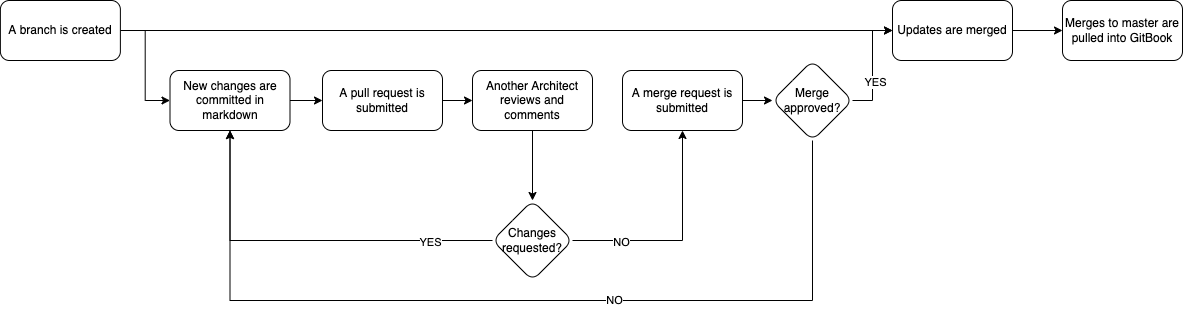 A branch is created
Updates are merged
Merges to master are
pulled into GitBook
New changes are
committed in
markdown
A pull request is
submitted
Another Architect
reviews and
comments
A merge request is
submitted
Merge
approved?
YES
Changes
requested?
YES
NO
NO